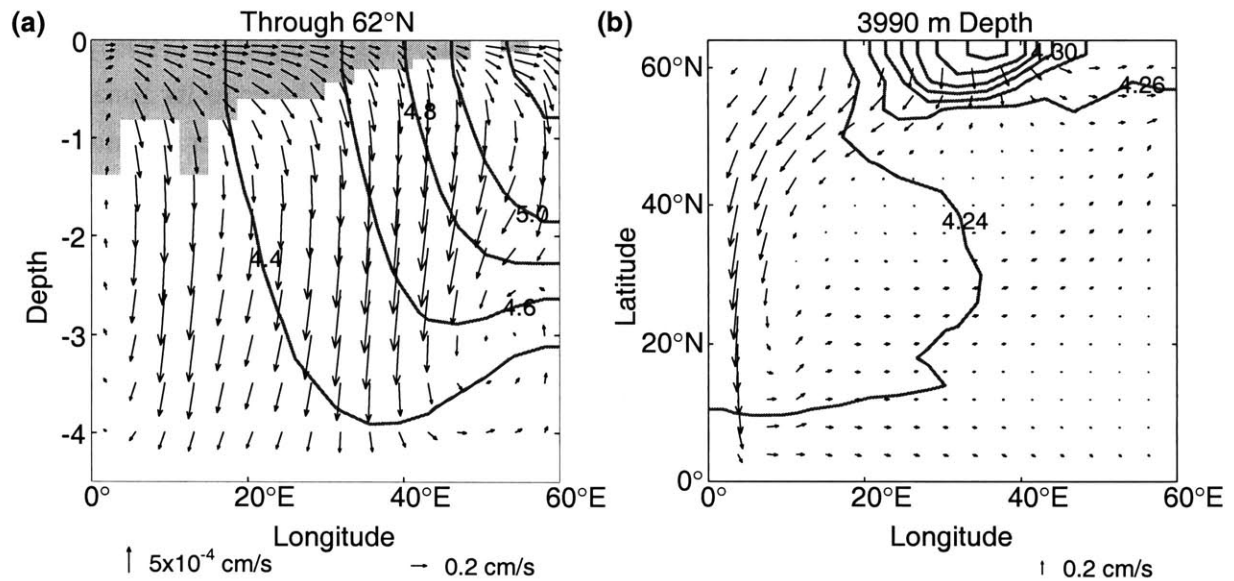 (a)
Through 62°N
0
-1
-2
-3
-4
Depth
4.8
5.0
4.4
4.6
0°
20°E
40°E
60°E
Longitude
5x10-4 cm/s
0.2 cm/s
(b)
3990 m Depth
60°N
40°N
20°N
0°
Latitude
4.30
4.26
4.24
0°
20°E
40°E
60°E
Longitude
0.2 cm/s